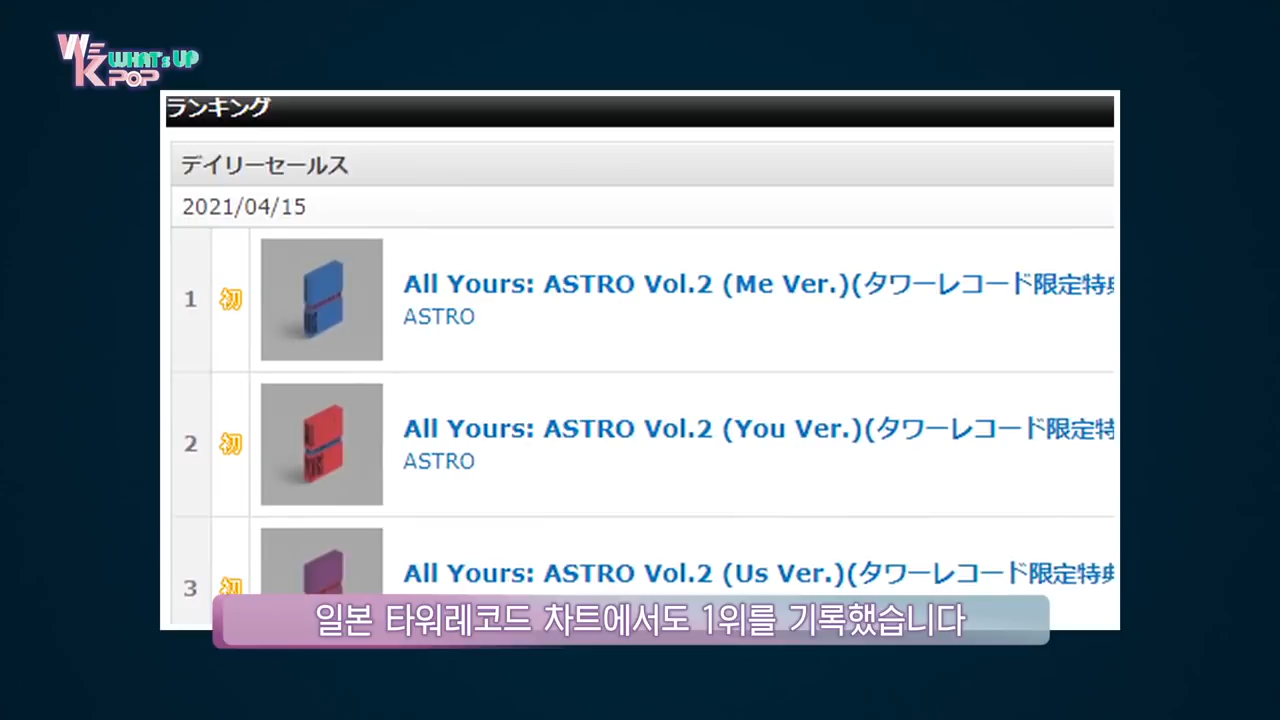 WE K POP WHAT's UP
ランキング
デイリーセールス
2021/04/15
1 初 All Yours: ASTRO Vol.2 (Me Ver.)(タワーレコード限定特典
ASTRO
2 初 All Yours: ASTRO Vol.2 (You Ver.)(タワーレコード限定特
ASTRO
3 初 All Yours: ASTRO Vol.2 (Us Ver.)(タワーレコード限定特典
일본 타워레코드 차트에서도 1위를 기록했습니다